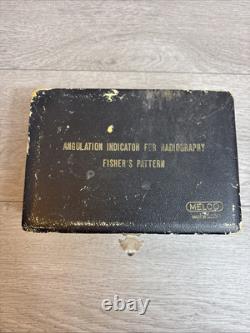 ANGULATION INDICATOR FOR RADIOGRAPHY
FISHER'S PATTERN
MELCO